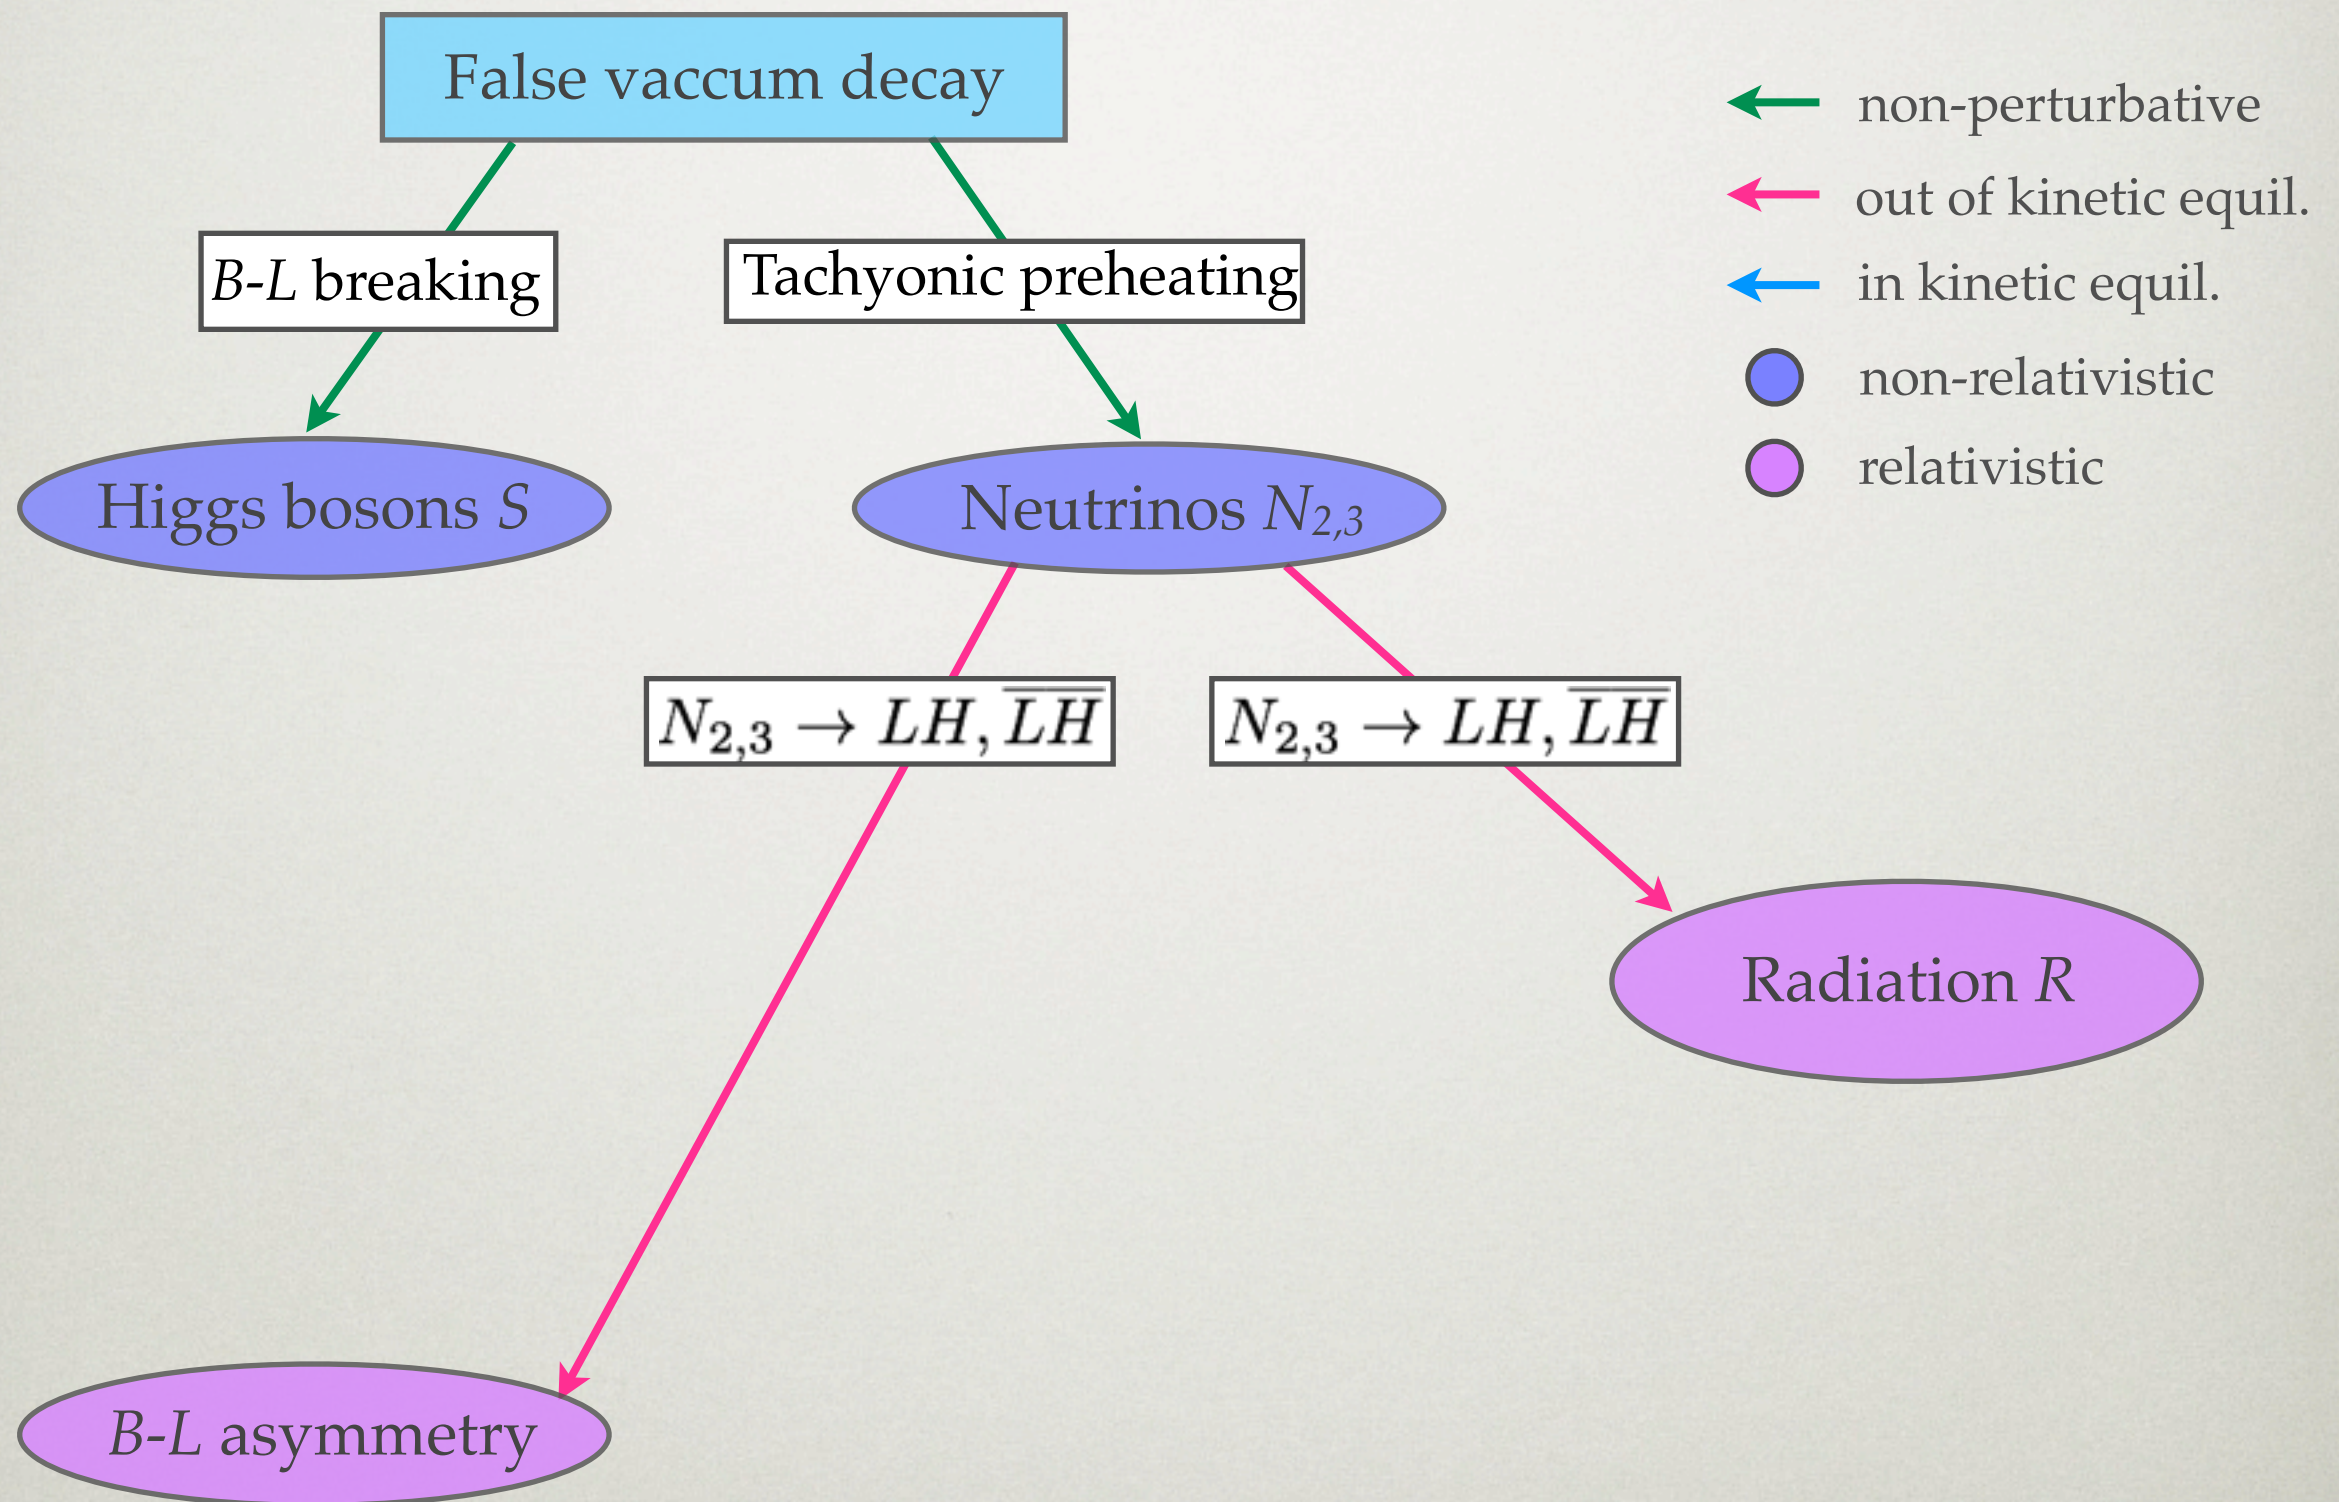 False vaccum decay
non-perturbative
out of kinetic equil.
B-L breaking
Tachyonic preheating
in kinetic equil.
non-relativistic
relativistic
Higgs bosons S
Neutrinos N₂,₃
N₂,₃ → LH, L̅H̅
N₂,₃ → LH, L̅H̅
Radiation R
B-L asymmetry